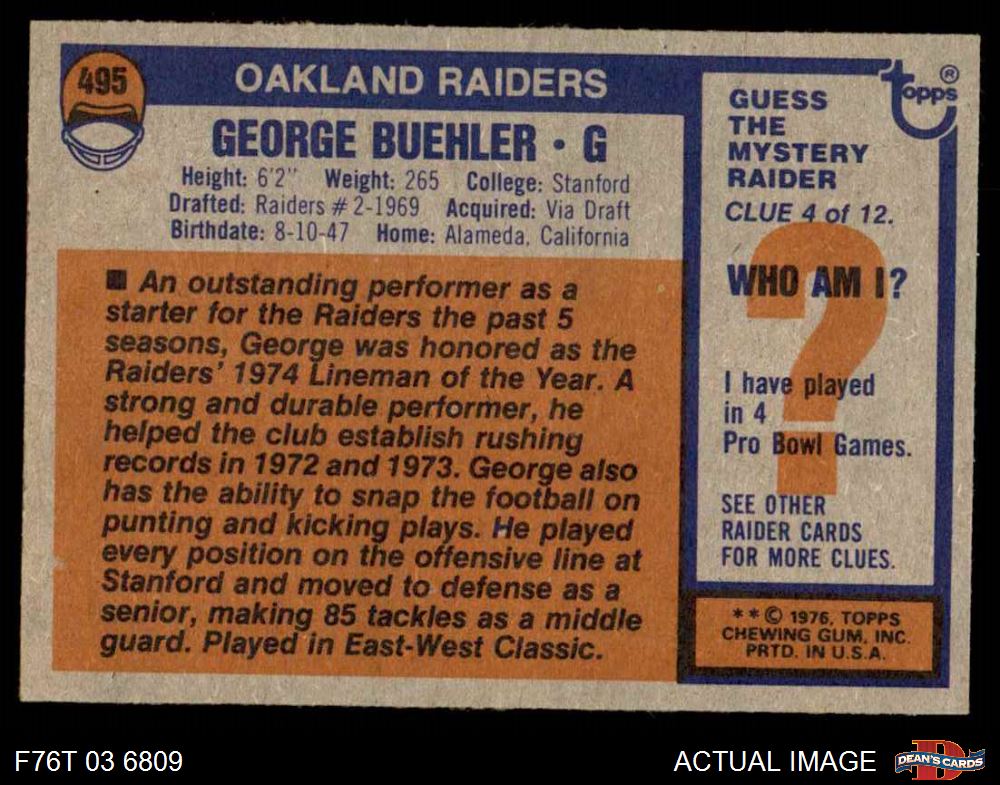 495
OAKLAND RAIDERS
GEORGE BUEHLER • G
Height: 6'2" Weight: 265 College: Stanford
Drafted: Raiders # 2-1969 Acquired: Via Draft
Birthdate: 8-10-47 Home: Alameda, California
■ An outstanding performer as a
starter for the Raiders the past 5
seasons, George was honored as the
Raiders' 1974 Lineman of the Year. A
strong and durable performer, he
helped the club establish rushing
records in 1972 and 1973. George also
has the ability to snap the football on
punting and kicking plays. He played
every position on the offensive line at
Stanford and moved to defense as a
senior, making 85 tackles as a middle
guard. Played in East-West Classic.
topps ®
GUESS
THE
MYSTERY
RAIDER
CLUE 4 of 12.
WHO AM I?
?
I have played
in 4
Pro Bowl Games.
SEE OTHER
RAIDER CARDS
FOR MORE CLUES.
** © 1976, TOPPS
CHEWING GUM, INC.
PRTD. IN U.S.A.
F76T 03 6809
ACTUAL IMAGE
D
DEAN'S CARDS